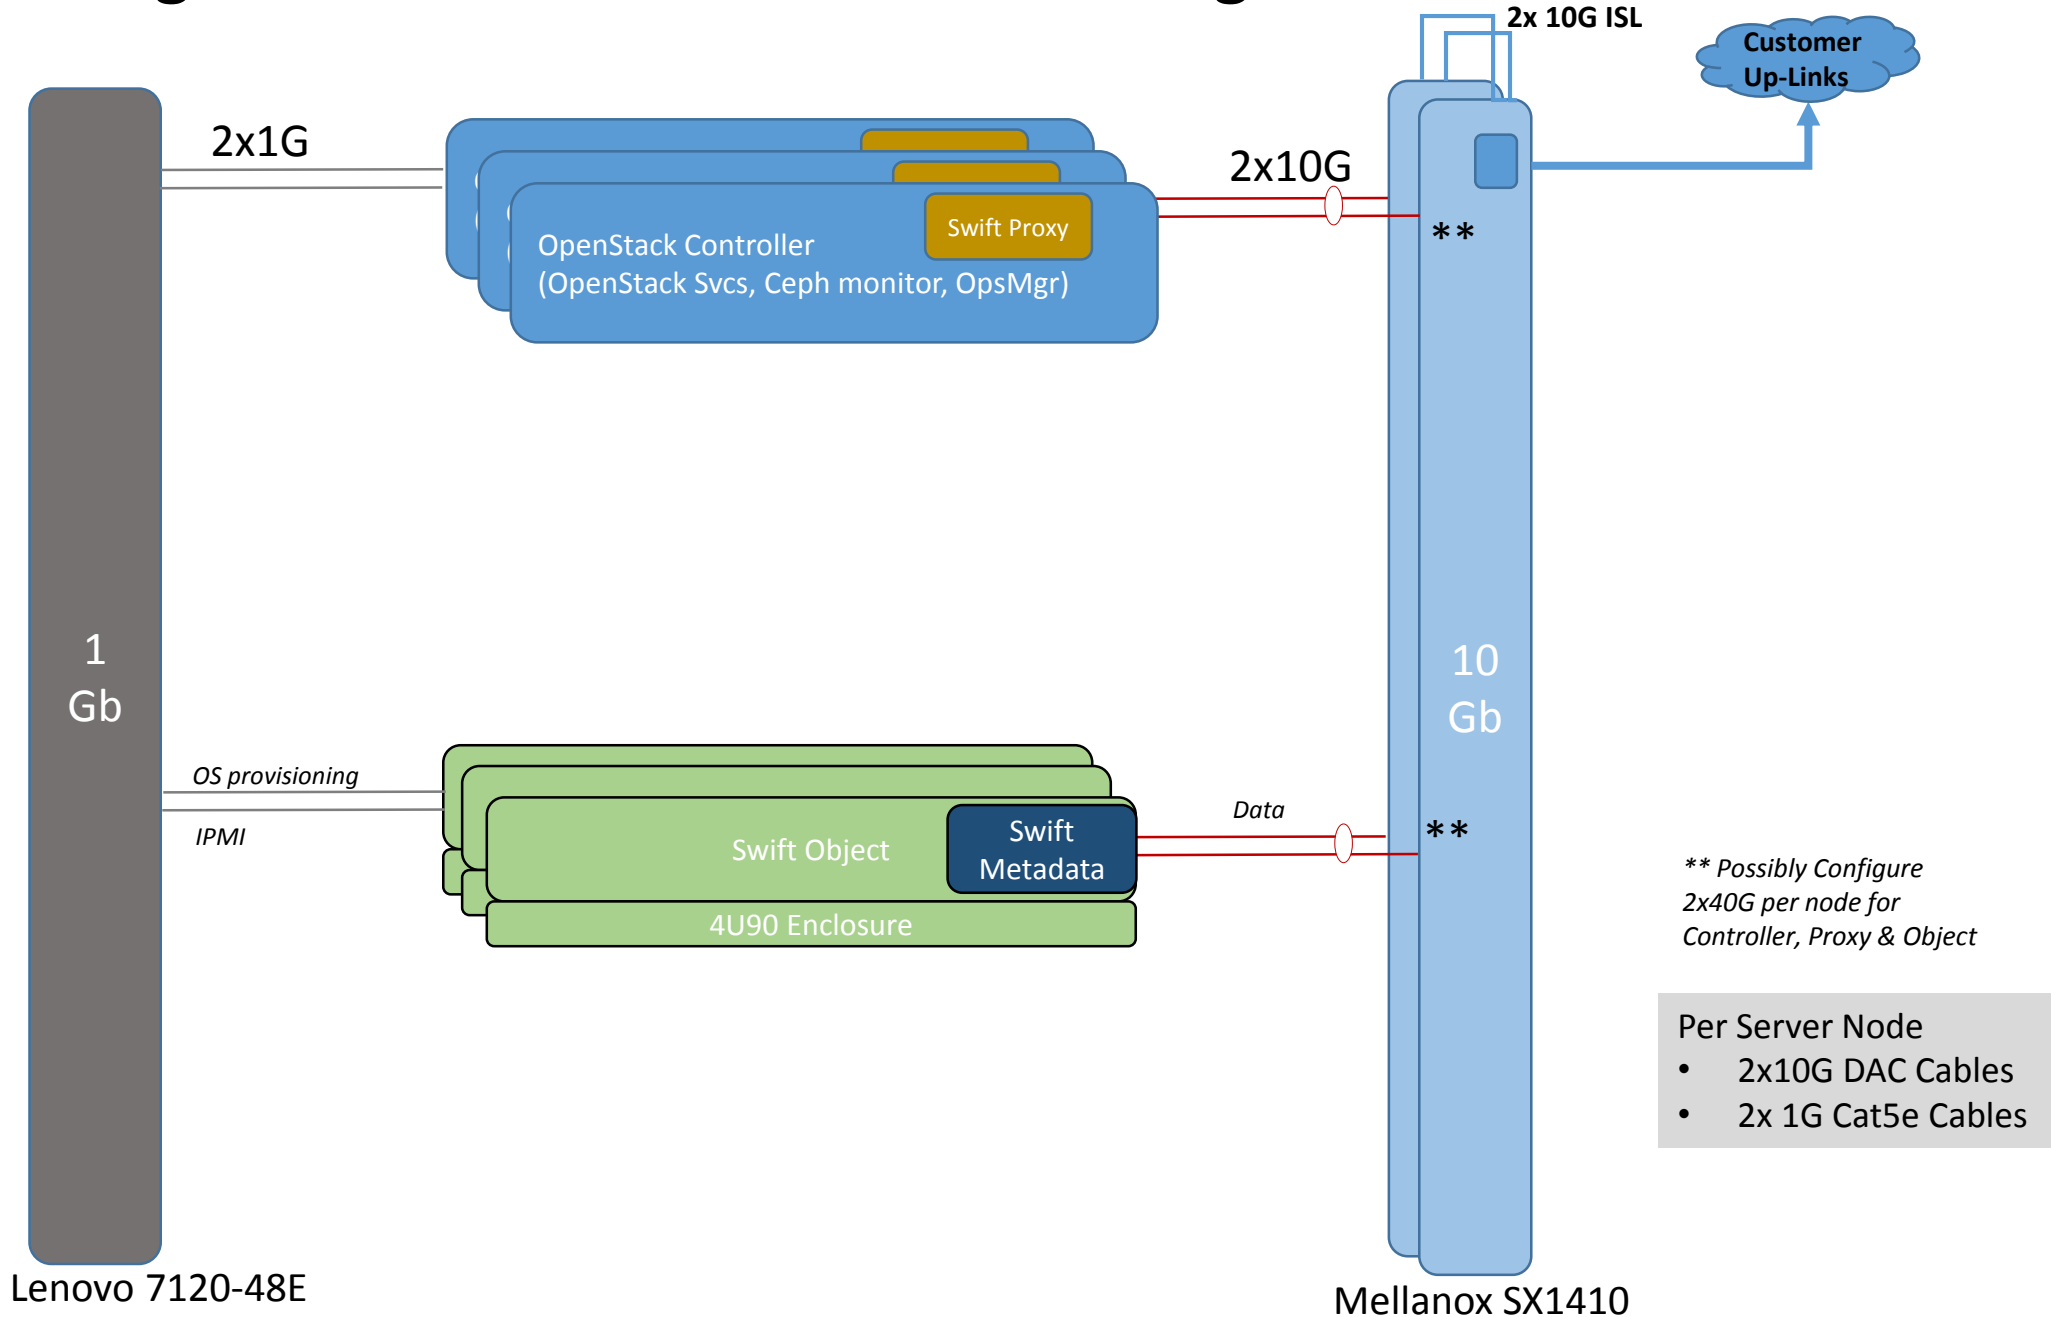 2x 10G ISL
Customer
Up-Links
2x1G
2x10G
Swift Proxy
OpenStack Controller
(OpenStack Svcs, Ceph monitor, OpsMgr)
**
1
Gb
10
Gb
OS provisioning
IPMI
Data
Swift Object
Swift
Metadata
4U90 Enclosure
**
** Possibly Configure
2x40G per node for
Controller, Proxy & Object
Per Server Node
• 2x10G DAC Cables
• 2x 1G Cat5e Cables
Lenovo 7120-48E
Mellanox SX1410